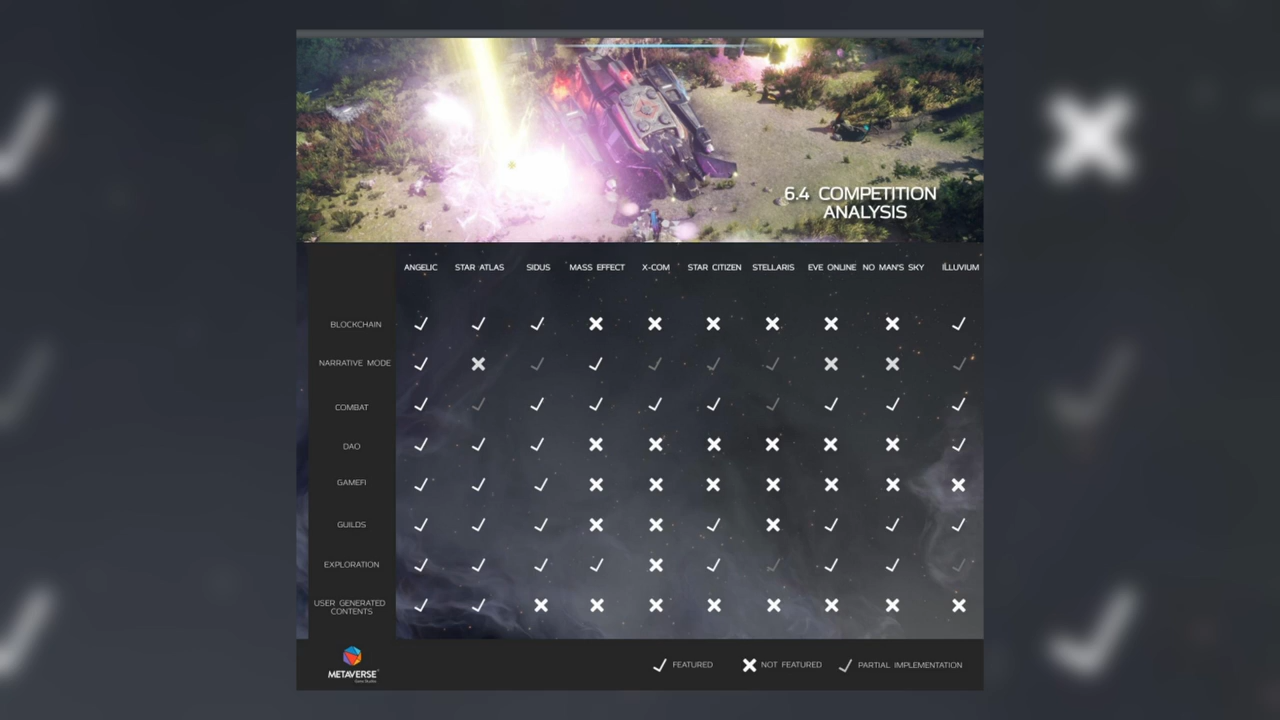 6.4 COMPETITION
ANALYSIS
ANGELIC STAR ATLAS SIDUS MASS EFFECT X-COM STAR CITIZEN STELLARIS EVE ONLINE NO MAN'S SKY ILLUVIUM
BLOCKCHAIN
NARRATIVE MODE
COMBAT
DAO
GAMEFI
GUILDS
EXPLORATION
USER GENERATED
CONTENTS
METAVERSE
FEATURED NOT FEATURED PARTIAL IMPLEMENTATION